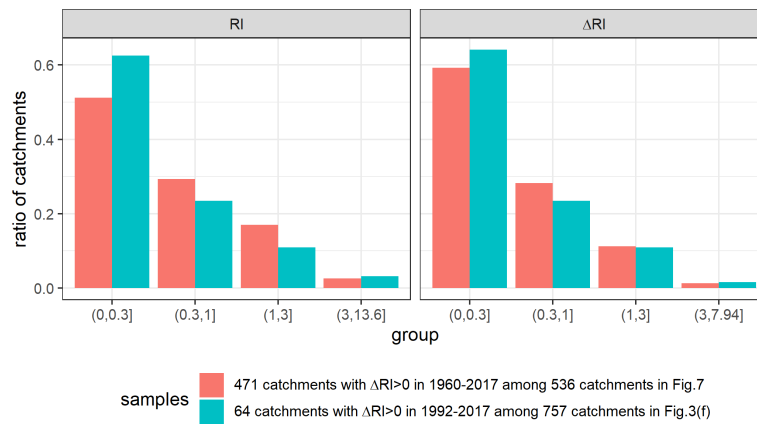 RI
ΔRI
ratio of catchments
0.6
0.4
0.2
0.0
(0,0.3]
(0.3,1]
(1,3]
(3,13.6]
(0,0.3]
(0.3,1]
(1,3]
(3,7.94]
group
samples
471 catchments with ΔRI>0 in 1960-2017 among 536 catchments in Fig.7
64 catchments with ΔRI>0 in 1992-2017 among 757 catchments in Fig.3(f)